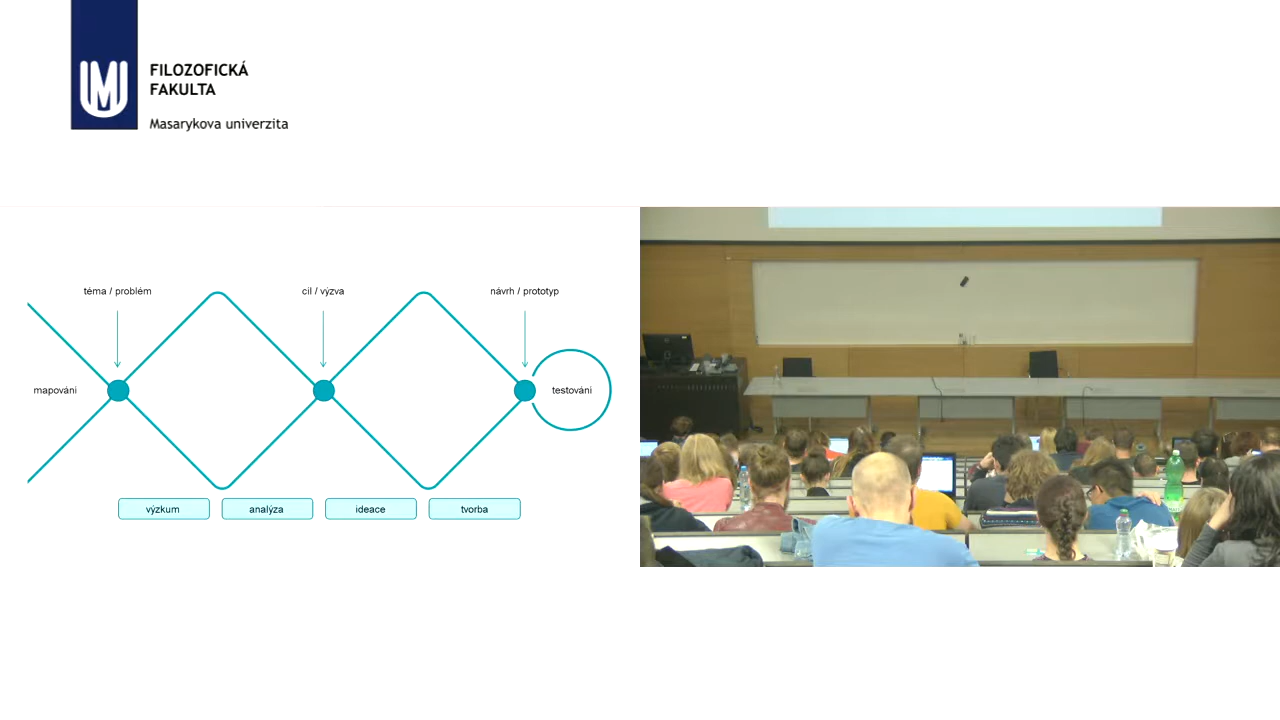 FILOZOFICKÁ
FAKULTA
Masarykova univerzita
téma / problém
cíl / výzva
návrh / prototyp
mapování
testování
výzkum
analýza
ideace
tvorba